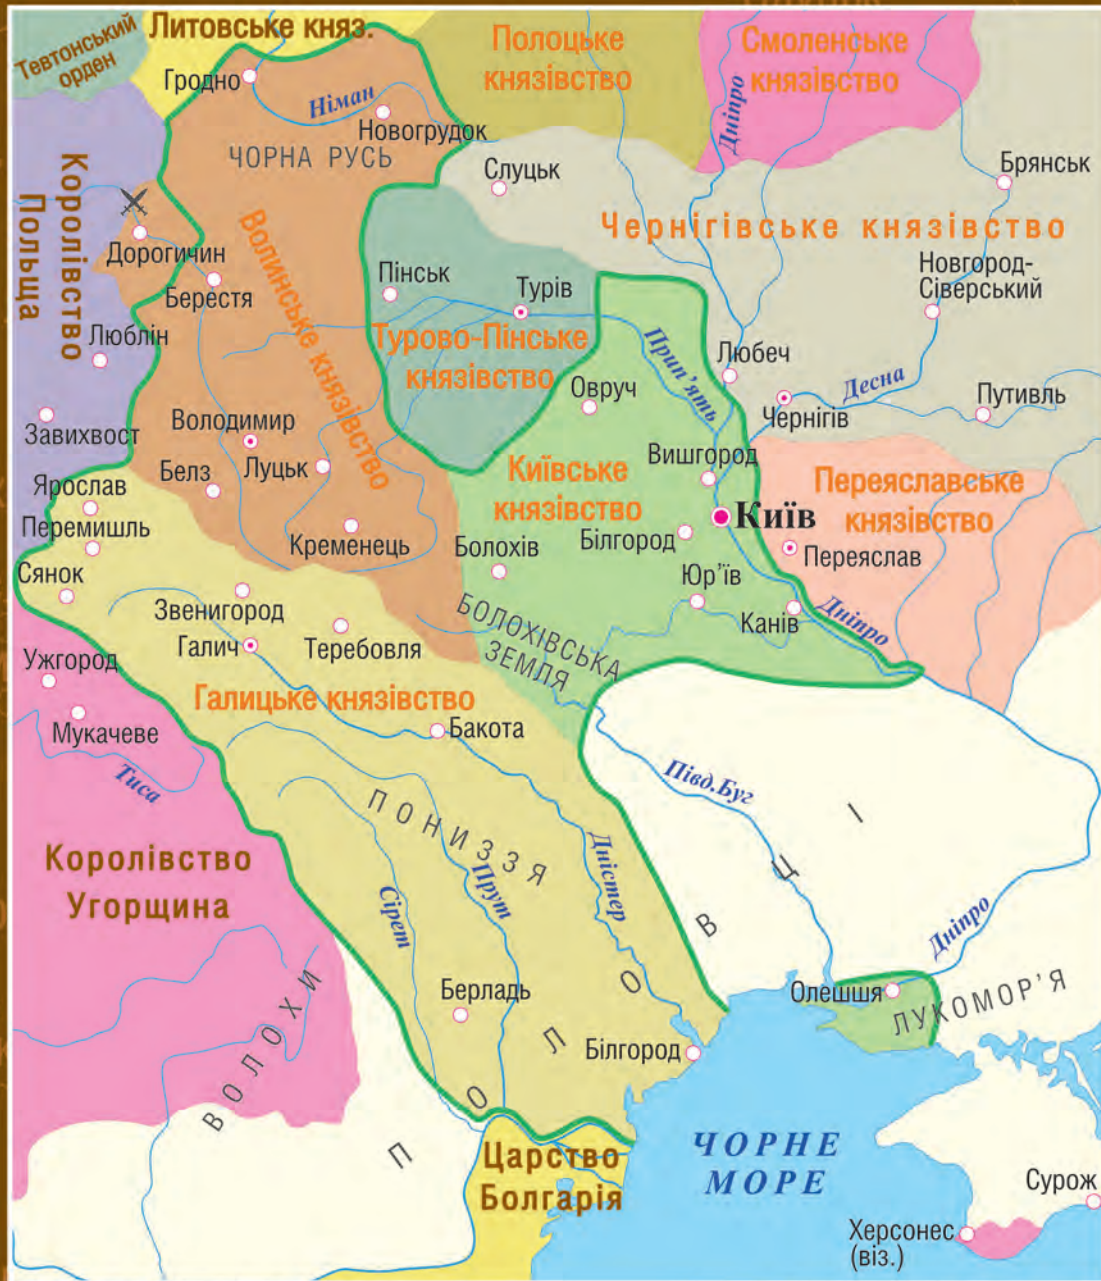 Тевтонський
орден
Литовське княз.
Полоцьке
князівство
Смоленське
князівство
Гродно
Німан
Новогрудок
ЧОРНА РУСЬ
Дніпро
Слуцьк
Брянськ
Королівство
Польща
Дорогичин
Берестя
Волинське князівство
Чернігівське князівство
Новгород-
Сіверський
Пінськ
Турів
Турово-Пінське
князівство
Люблін
Прип'ять
Любеч
Овруч
Десна
Чернігів
Путивль
Завихвост
Володимир
Луцьк
Белз
Вишгород
Київське
князівство
Переяславське
князівство
Ярослав
Перемишль
Київ
Кременець
Болохів
Білгород
Переяслав
Сянок
Юр'їв
Звенигород
Канів
Дніпро
БОЛОХІВСЬКА
ЗЕМЛЯ
Галич
Теребовля
Ужгород
Галицьке князівство
Мукачеве
Бакота
Тиса
Півд.Буг
ПОНИЗЗЯ
Королівство
Угорщина
Сірет
Прут
Дністер
Дніпро
ПОЛОВЦІ
ВОЛОХИ
Берладь
Олешшя
ЛУКОМОР'Я
Білгород
Царство
Болгарія
ЧОРНЕ
МОРЕ
Сурож
Херсонес
(віз.)